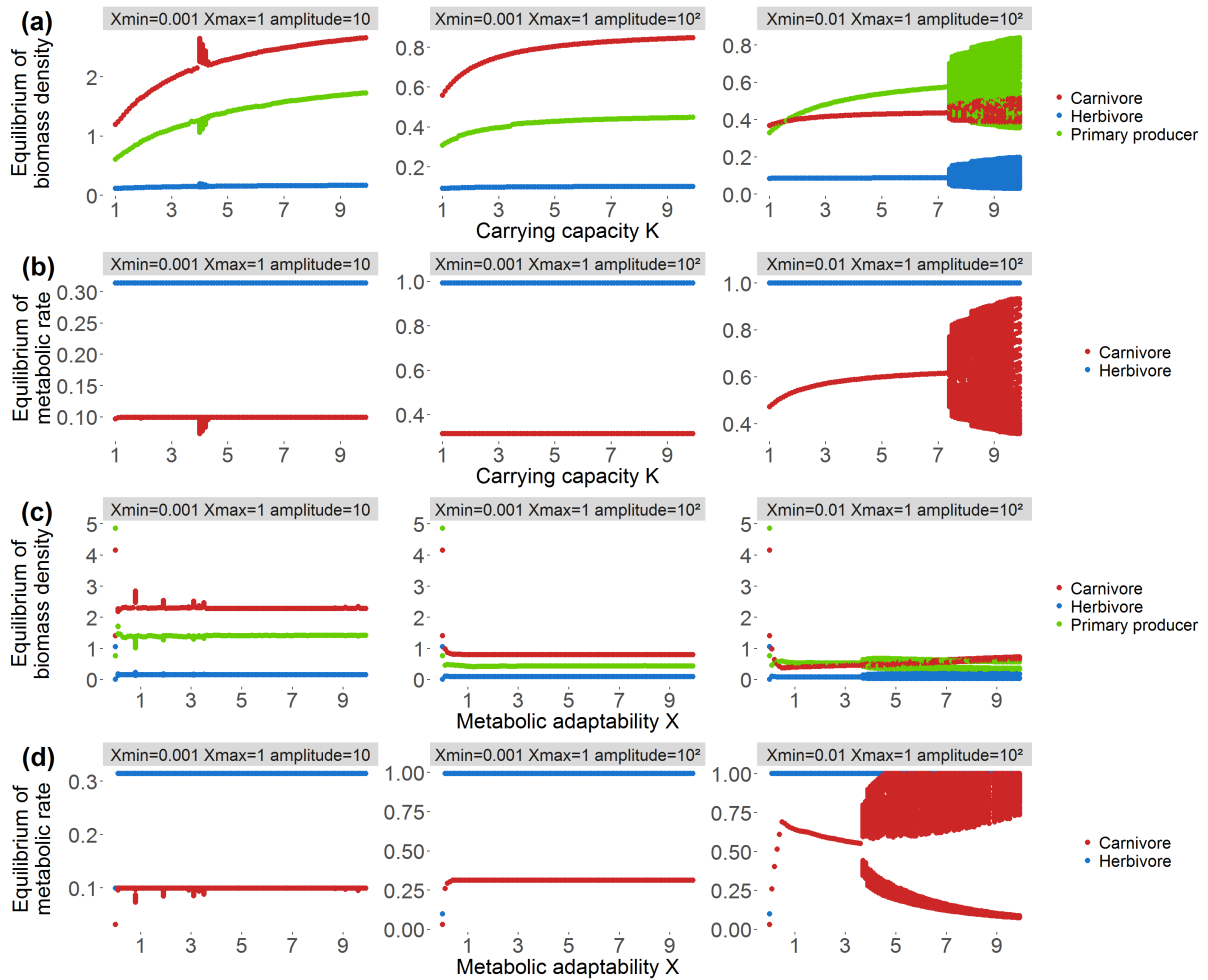 (a)
Xmin=0.001 Xmax=1 amplitude=10
Xmin=0.001 Xmax=1 amplitude=10²
Xmin=0.01 Xmax=1 amplitude=10²
Equilibrium of
biomass density
2
1
0
0.8
0.6
0.4
0.2
0.8
0.6
0.4
0.2
0.0
1 3 5 7 9
1 3 5 7 9
1 3 5 7 9
Carrying capacity K
Carnivore
Herbivore
Primary producer
(b)
Xmin=0.001 Xmax=1 amplitude=10
Xmin=0.001 Xmax=1 amplitude=10²
Xmin=0.01 Xmax=1 amplitude=10²
Equilibrium of
metabolic rate
0.30
0.25
0.20
0.15
0.10
1.0
0.8
0.6
0.4
1.0
0.8
0.6
0.4
1 3 5 7 9
1 3 5 7 9
1 3 5 7 9
Carrying capacity K
Carnivore
Herbivore
(c)
Xmin=0.001 Xmax=1 amplitude=10
Xmin=0.001 Xmax=1 amplitude=10²
Xmin=0.01 Xmax=1 amplitude=10²
Equilibrium of
biomass density
5
4
3
2
1
0
5
4
3
2
1
0
5
4
3
2
1
0
1 3 5 7 9
1 3 5 7 9
1 3 5 7 9
Metabolic adaptability X
Carnivore
Herbivore
Primary producer
(d)
Xmin=0.001 Xmax=1 amplitude=10
Xmin=0.001 Xmax=1 amplitude=10²
Xmin=0.01 Xmax=1 amplitude=10²
Equilibrium of
metabolic rate
0.3
0.2
0.1
1.00
0.75
0.50
0.25
0.00
1.00
0.75
0.50
0.25
0.00
1 3 5 7 9
1 3 5 7 9
1 3 5 7 9
Metabolic adaptability X
Carnivore
Herbivore